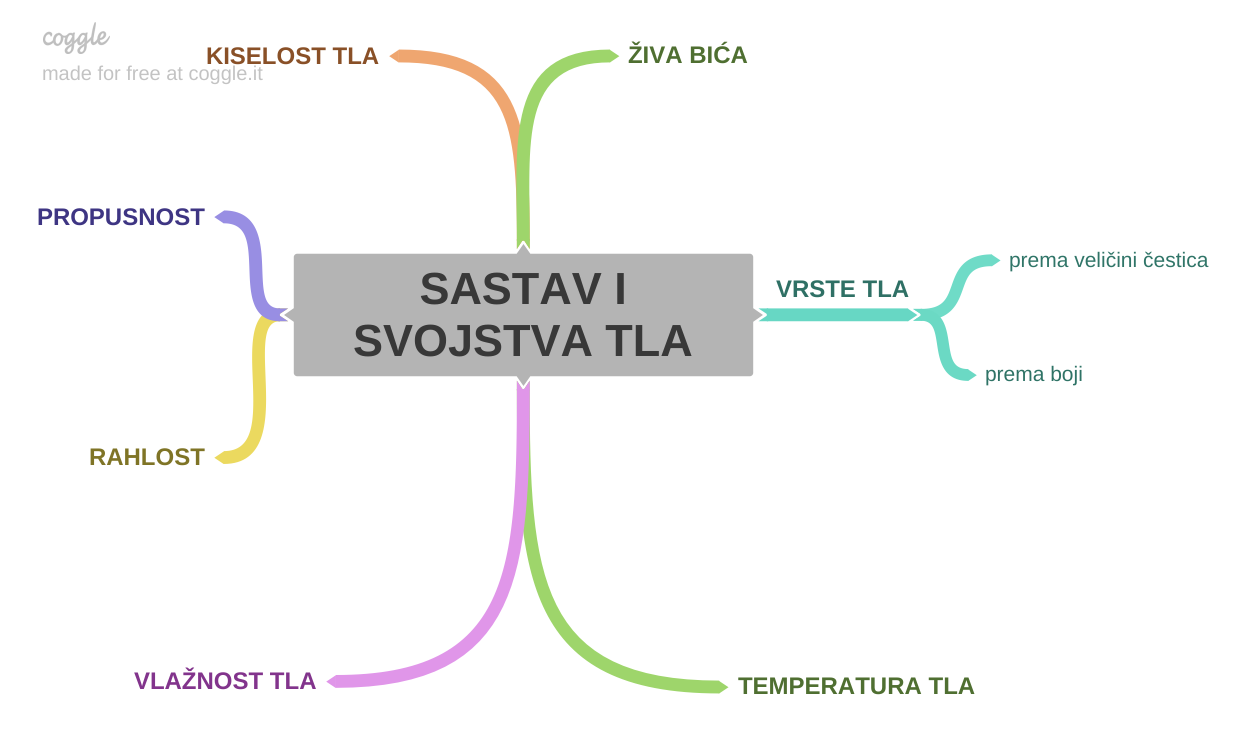 coggle
made for free at coggle.it
KISELOST TLA
ŽIVA BIĆA
PROPUSNOST
SASTAV I
SVOJSTVA TLA
VRSTE TLA
prema veličini čestica
prema boji
RAHLOST
VLAŽNOST TLA
TEMPERATURA TLA